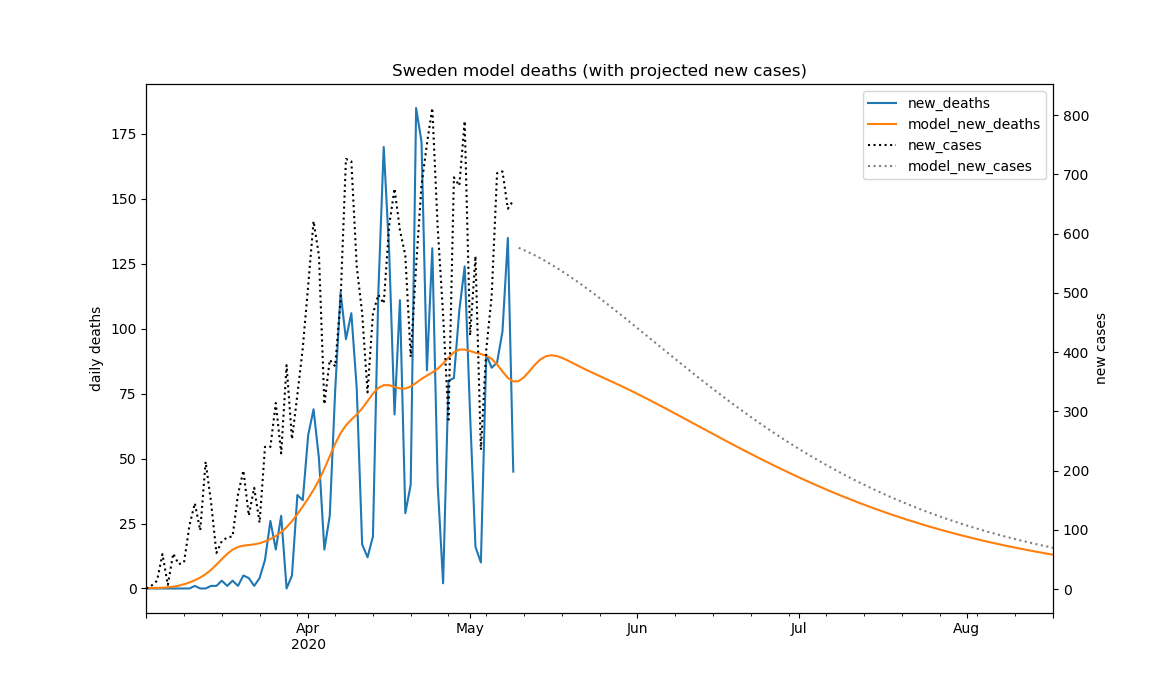 Sweden model deaths (with projected new cases)
new_deaths
model_new_deaths
new_cases
model_new_cases
daily deaths
175
150
125
100
75
50
25
0
new cases
800
700
600
500
400
300
200
100
0
Apr
2020
May
Jun
Jul
Aug